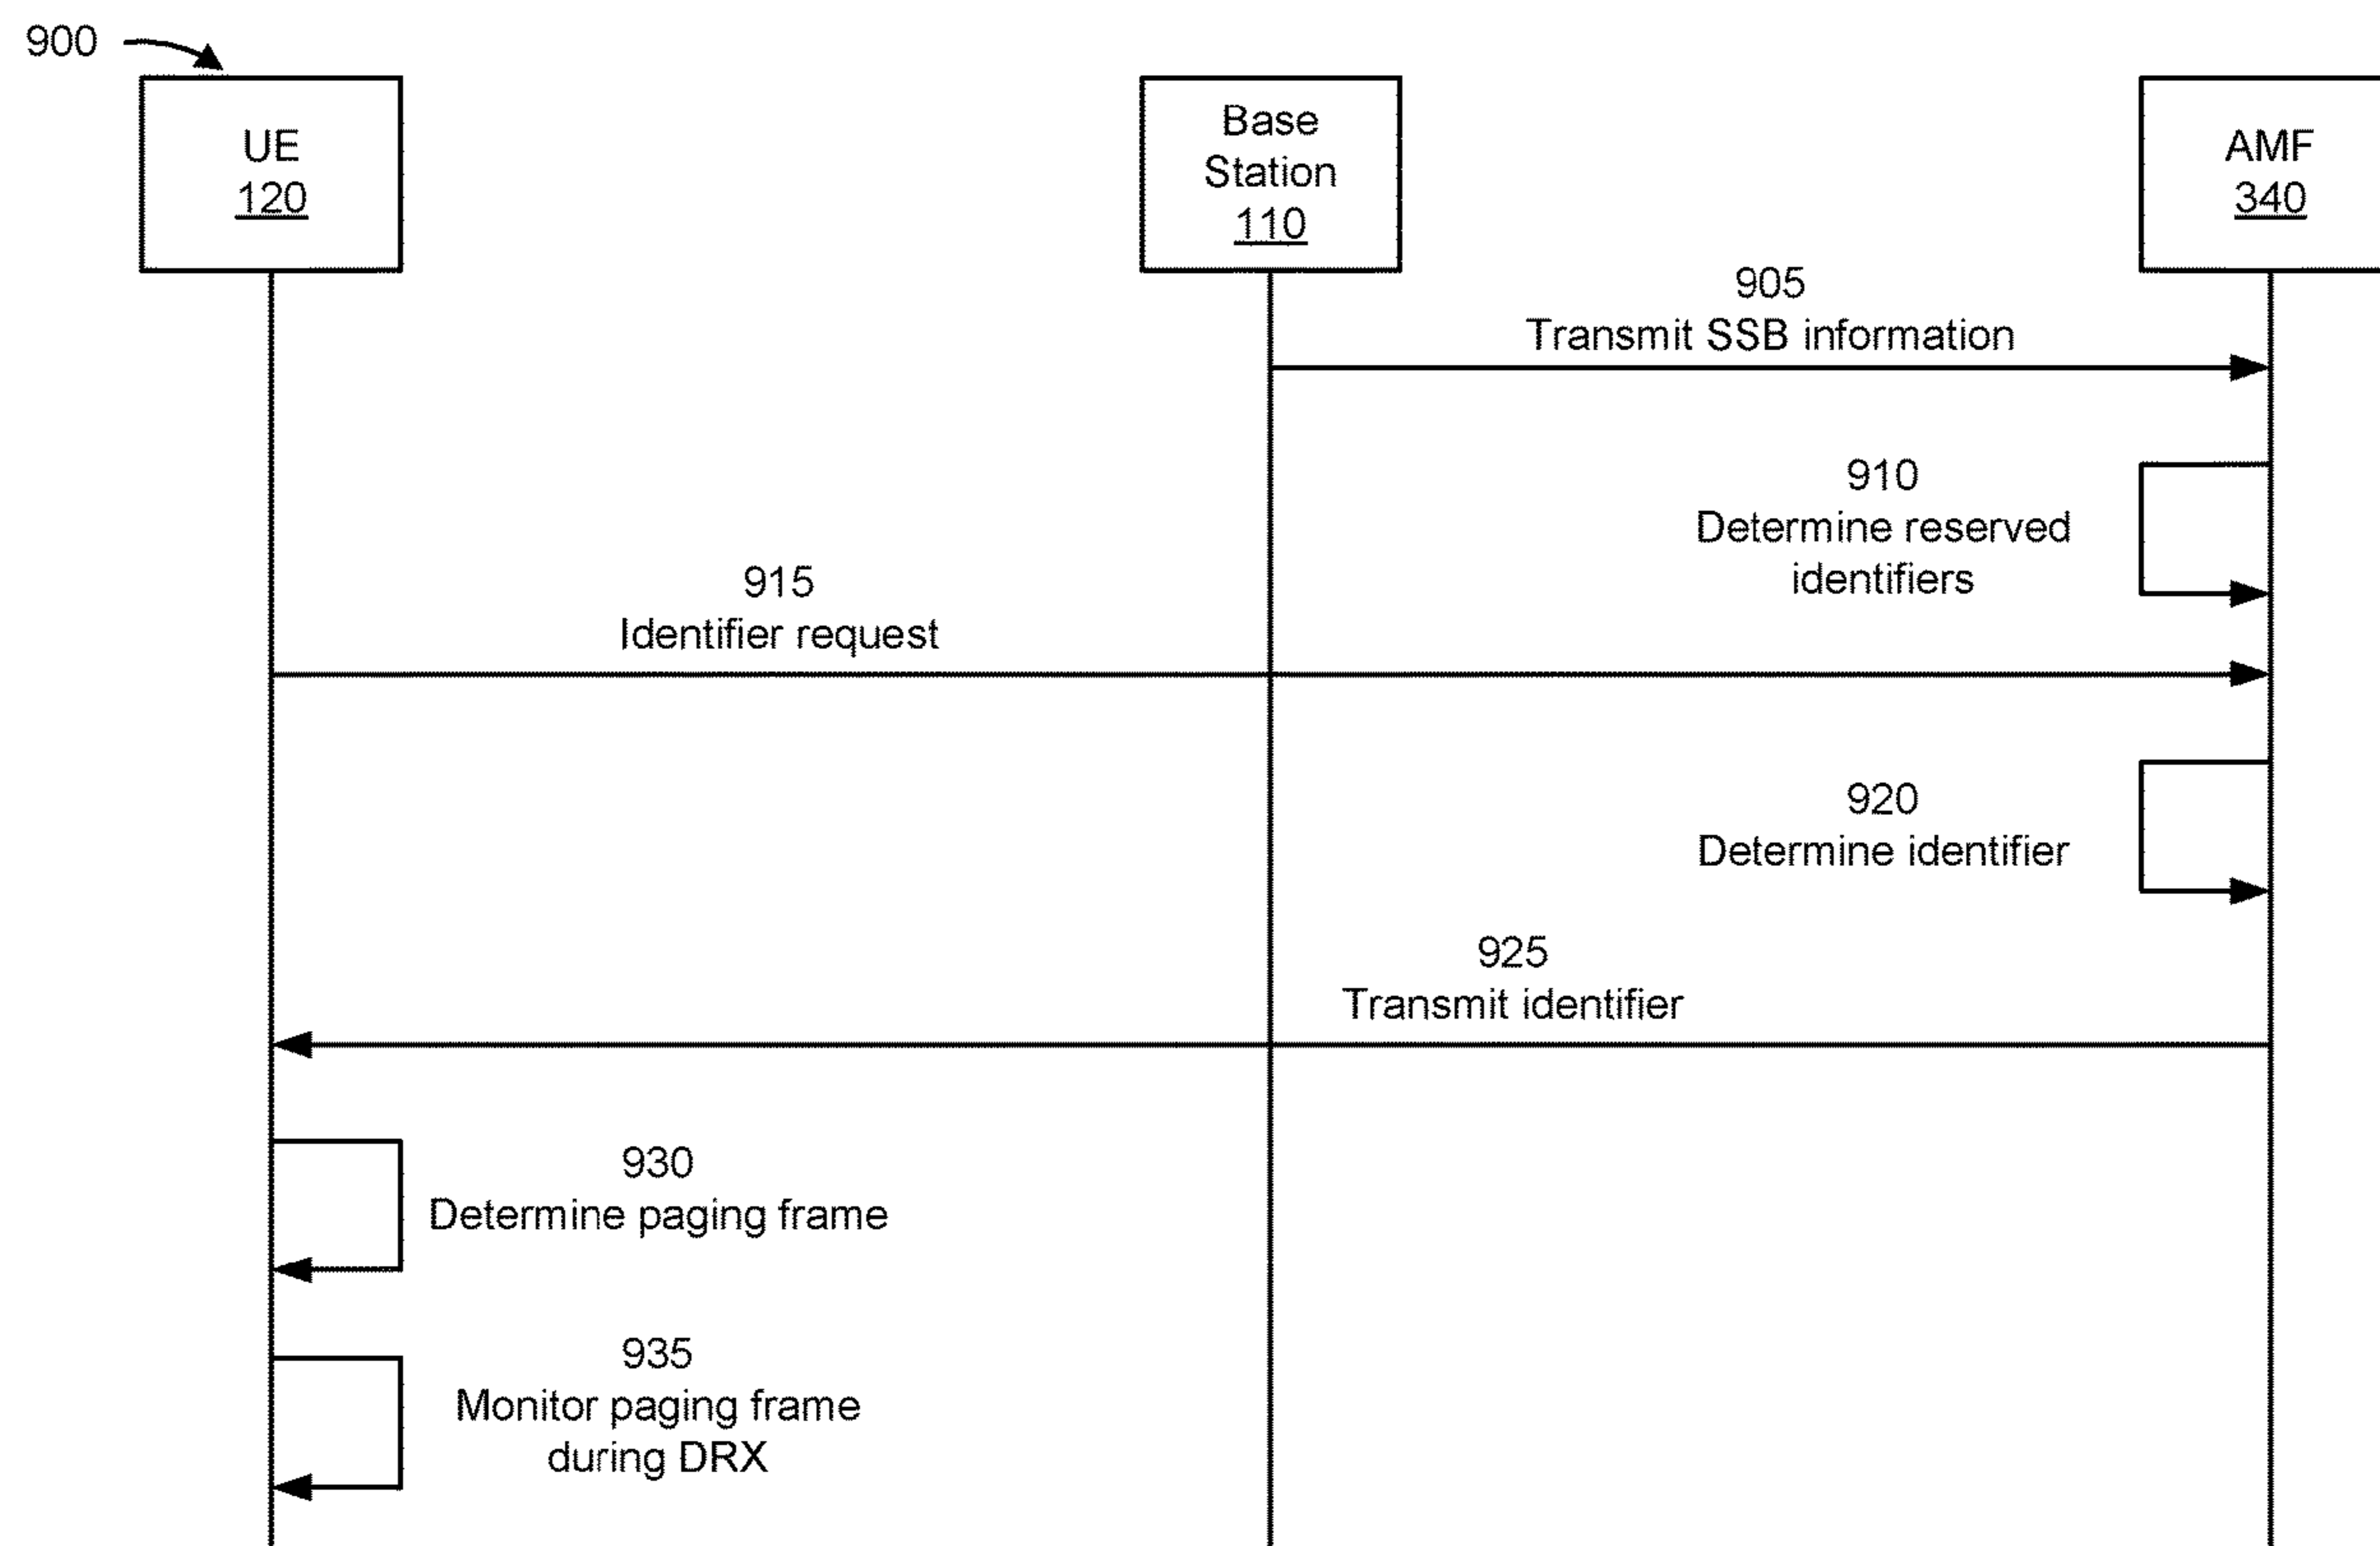 900
UE
120
Base
Station
110
AMF
340
905
Transmit SSB information
910
Determine reserved
identifiers
915
Identifier request
920
Determine identifier
925
Transmit identifier
930
Determine paging frame
935
Monitor paging frame
during DRX